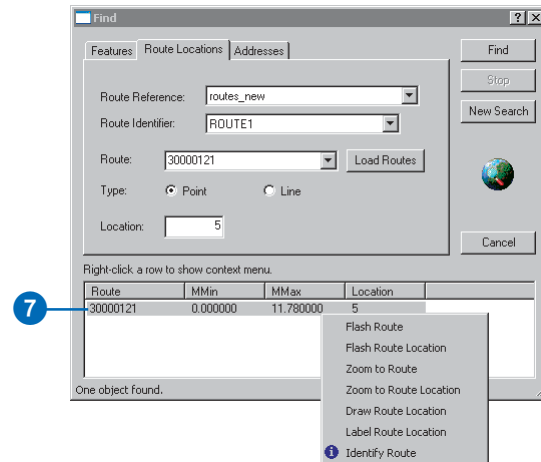 Find
Features Route Locations Addresses
Find
Stop
New Search
Cancel
Route Reference: routes_new
Route Identifier: ROUTE1
Route: 30000121 Load Routes
Type: Point Line
Location: 5
Right-click a row to show context menu.
Route MMin MMax Location
30000121 0.000000 11.780000 5
7
Flash Route
Flash Route Location
Zoom to Route
Zoom to Route Location
Draw Route Location
Label Route Location
Identify Route
One object found.